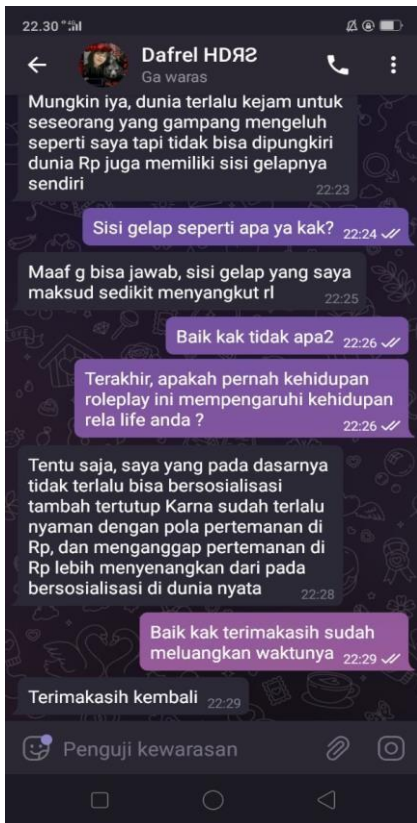 22.30
Dafrel HDЯƧ
Ga waras
Mungkin iya, dunia terlalu kejam untuk
seseorang yang gampang mengeluh
seperti saya tapi tidak bisa dipungkiri
dunia Rp juga memiliki sisi gelapnya
sendiri
22:23
Sisi gelap seperti apa ya kak?
22:24
Maaf g bisa jawab, sisi gelap yang saya
maksud sedikit menyangkut rl
22:25
Baik kak tidak apa2
22:26
Terakhir, apakah pernah kehidupan
roleplay ini mempengaruhi kehidupan
rela life anda ?
22:26
Tentu saja, saya yang pada dasarnya
tidak terlalu bisa bersosialisasi
tambah tertutup Karna sudah terlalu
nyaman dengan pola pertemanan di
Rp, dan menganggap pertemanan di
Rp lebih menyenangkan dari pada
bersosialisasi di dunia nyata
22:28
Baik kak terimakasih sudah
meluangkan waktunya
22:29
Terimakasih kembali
22:29
Penguji kewarasan